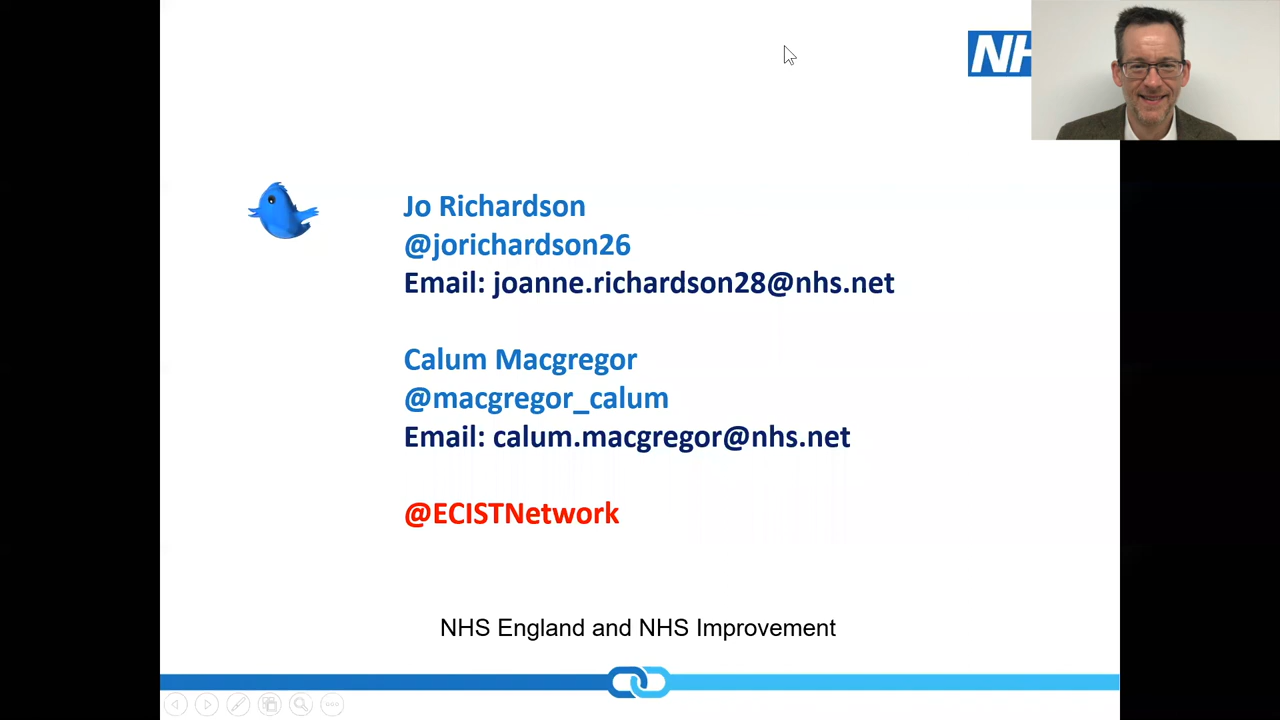 NH
Jo Richardson
@jorichardson26
Email: joanne.richardson28@nhs.net
Calum Macgregor
@macgregor_calum
Email: calum.macgregor@nhs.net
@ECISTNetwork
NHS England and NHS Improvement